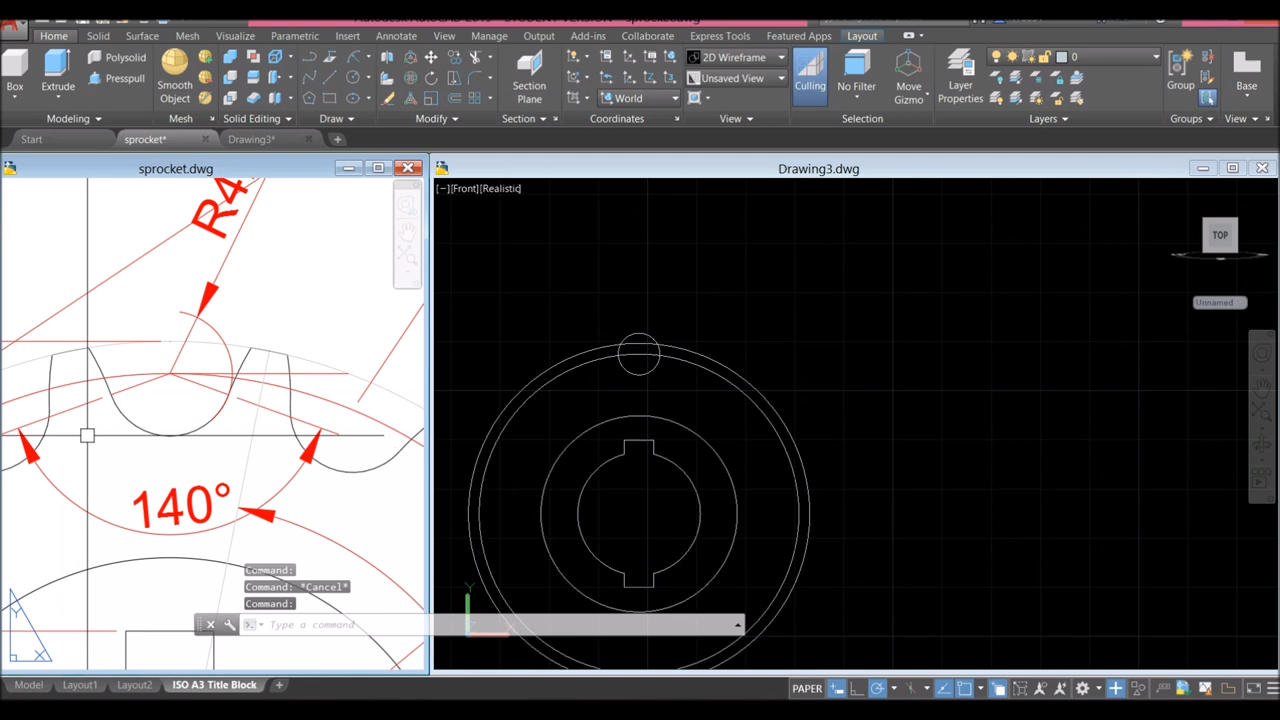 sprocket.dwg
Home Solid Surface Mesh Visualize Parametric Insert Annotate View Manage Output Add-ins Collaborate Express Tools Featured Apps Layout
Polysolid
Presspull
Box Extrude
Smooth
Object
Section
Plane
World
2D Wireframe
Unsaved View
Culling No Filter Move
Gizmo
Layer
Properties
0
Group Base
Modeling Mesh Solid Editing Draw Modify Section Coordinates View Selection Layers Groups View
Start sprocket* Drawing3*
sprocket.dwg
Drawing3.dwg
[−][Front][Realistic]
TOP
Unnamed
R4
140°
Command:
Command: *Cancel*
Command:
Type a command
Y
X
Y
Model Layout1 Layout2 ISO A3 Title Block
PAPER